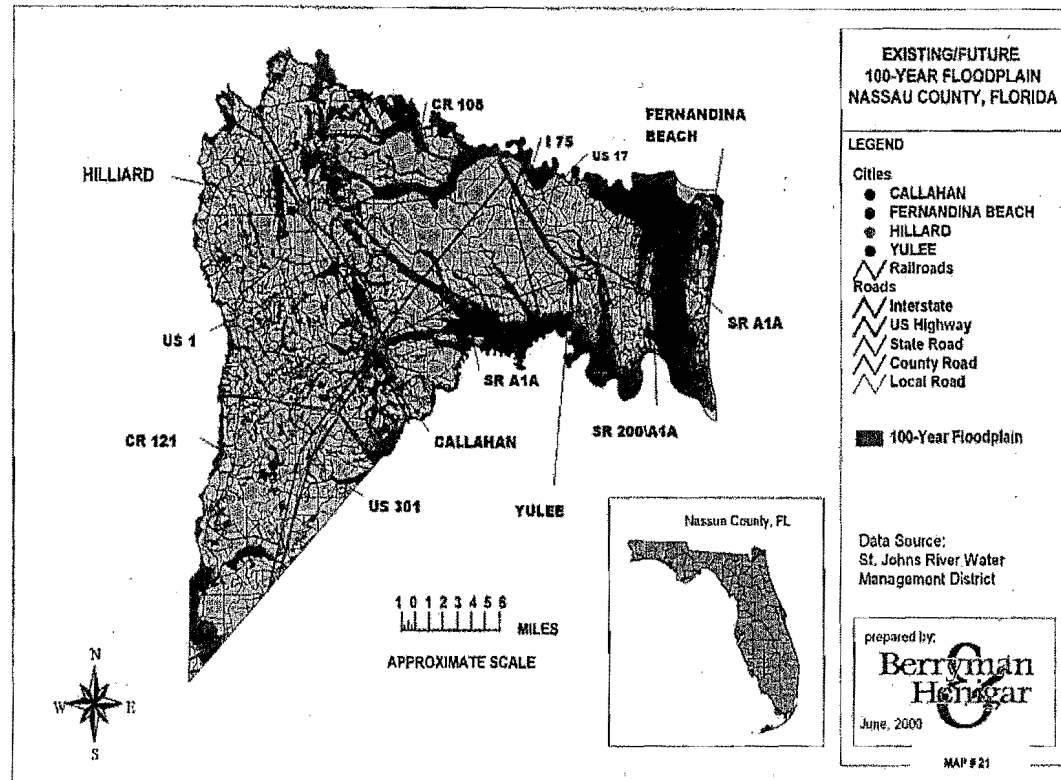 EXISTING/FUTURE
100-YEAR FLOODPLAIN
NASSAU COUNTY, FLORIDA
LEGEND
Cities
CALLAHAN
FERNANDINA BEACH
HILLARD
YULEE
Railroads
Roads
Interstate
US Highway
State Road
County Road
Local Road
100-Year Floodplain
Data Source:
St. Johns River Water
Management District
prepared by:
Berryman
&
Henigar
June, 2000
MAP # 21
CR 108
I 75
US 17
FERNANDINA
BEACH
HILLIARD
US 1
SR A1A
SR A1A
SR 200\A1A
CALLAHAN
CR 121
US 301
YULEE
Nassau County, FL
1 0 1 2 3 4 5 6
MILES
APPROXIMATE SCALE
N
W E
S